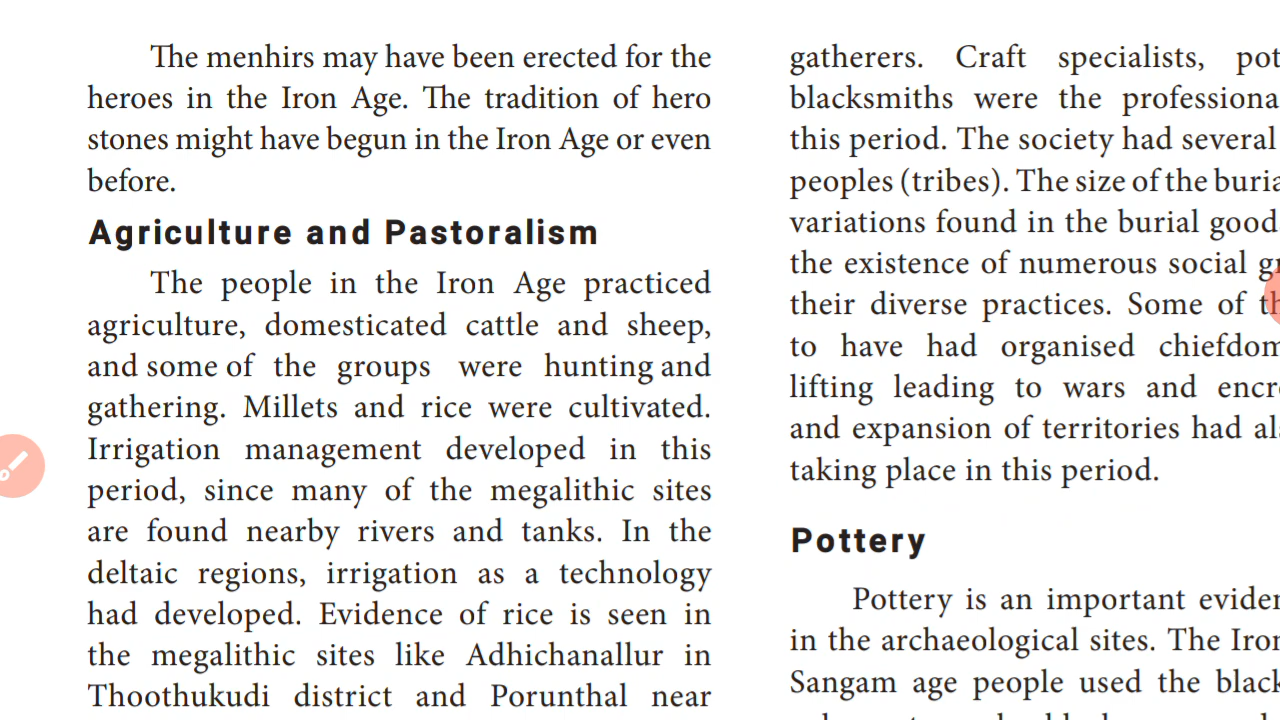 The menhirs may have been erected for the
heroes in the Iron Age. The tradition of hero
stones might have begun in the Iron Age or even
before.
Agriculture and Pastoralism
The people in the Iron Age practiced
agriculture, domesticated cattle and sheep,
and some of the groups were hunting and
gathering. Millets and rice were cultivated.
Irrigation management developed in this
period, since many of the megalithic sites
are found nearby rivers and tanks. In the
deltaic regions, irrigation as a technology
had developed. Evidence of rice is seen in
the megalithic sites like Adhichanallur in
Thoothukudi district and Porunthal near
gatherers. Craft specialists,
blacksmiths were the
this period. The society had several
peoples (tribes). The size of the
variations found in the burial
the existence of numerous social
their diverse practices. Some of
to have had organised
lifting leading to wars and
and expansion of territories had
taking place in this period.
Pottery
Pottery is an important
in the archaeological sites. The
Sangam age people used the black